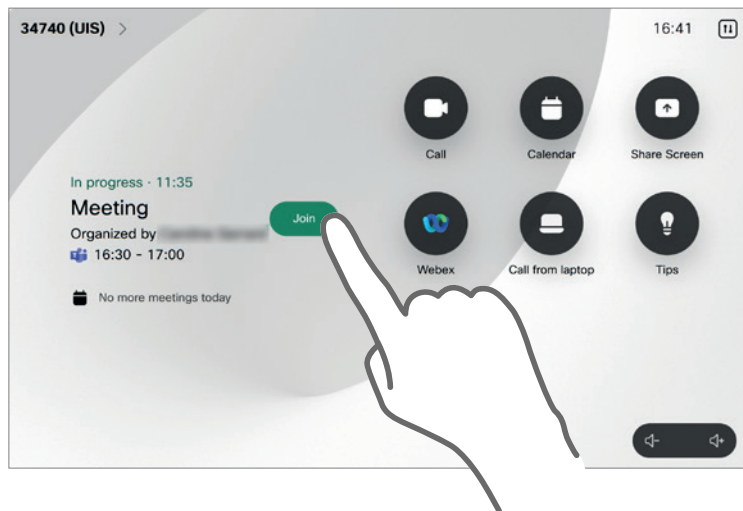 34740 (UIS)
16:41
Call
Calendar
Share Screen
In progress · 11:35
Meeting
Join
Organized by
16:30 - 17:00
Webex
Call from laptop
Tips
No more meetings today